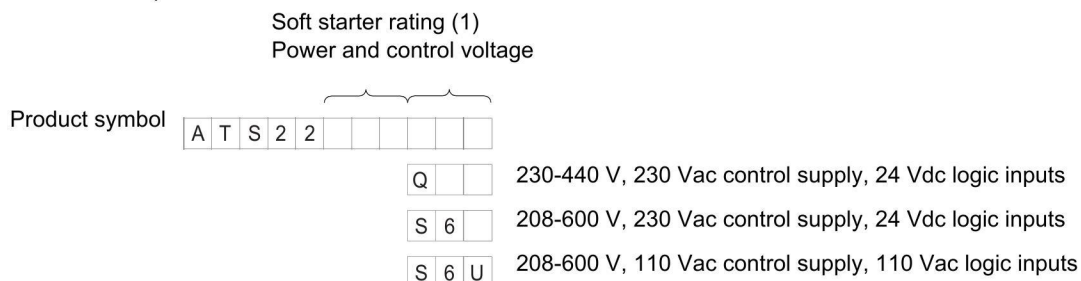 Soft starter rating (1)
Power and control voltage
Product symbol A T S 2 2
Q 230-440 V, 230 Vac control supply, 24 Vdc logic inputs
S 6 208-600 V, 230 Vac control supply, 24 Vdc logic inputs
S 6 U 208-600 V, 110 Vac control supply, 110 Vac logic inputs